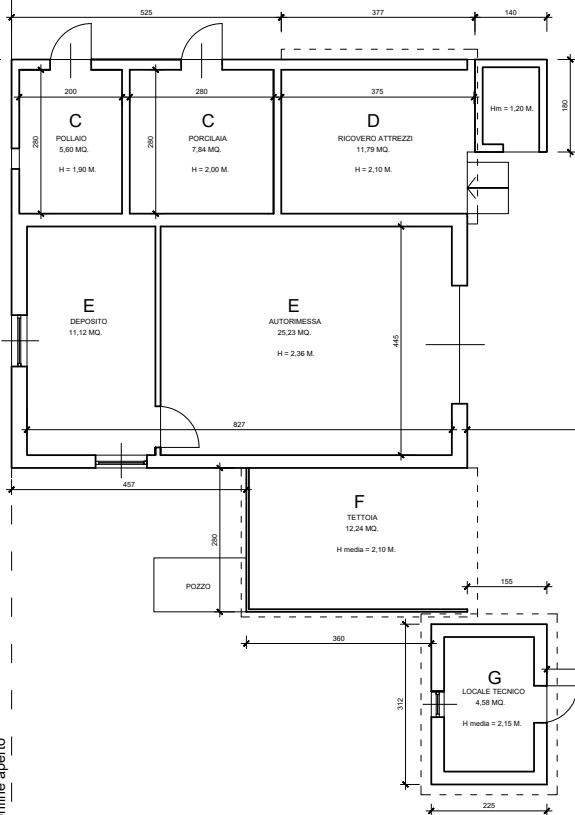 525
377
140
200
280
375
180
Hm = 1,20 M.
C
POLLAIO
5,60 MQ.
H = 1,90 M.
280
C
PORCILAIA
7,84 MQ.
H = 2,00 M.
280
D
RICOVERO ATTREZZI
11,79 MQ.
H = 2,10 M.
E
DEPOSITO
11,12 MQ.
E
AUTORIMESSA
25,23 MQ.
H = 2,36 M.
445
827
457
280
F
TETTOIA
12,24 MQ.
H media = 2,10 M.
POZZO
155
360
312
G
LOCALE TECNICO
4,58 MQ.
H media = 2,15 M.
225
aperto